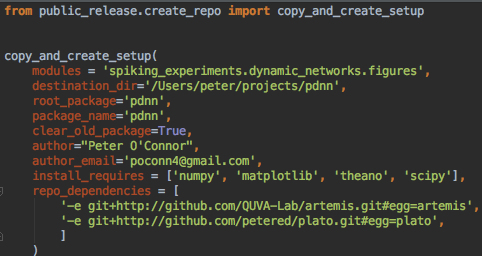 from public_release.create_repo import copy_and_create_setup
copy_and_create_setup(
modules = 'spiking_experiments.dynamic_networks.figures',
destination_dir='/Users/peter/projects/pdnn',
root_package='pdnn',
package_name='pdnn',
clear_old_package=True,
author="Peter O'Connor",
author_email='poconn4@gmail.com',
install_requires = ['numpy', 'matplotlib', 'theano', 'scipy'],
repo_dependencies = [
'-e git+http://github.com/QUVA-Lab/artemis.git#egg=artemis',
'-e git+http://github.com/petered/plato.git#egg=plato',
]
)